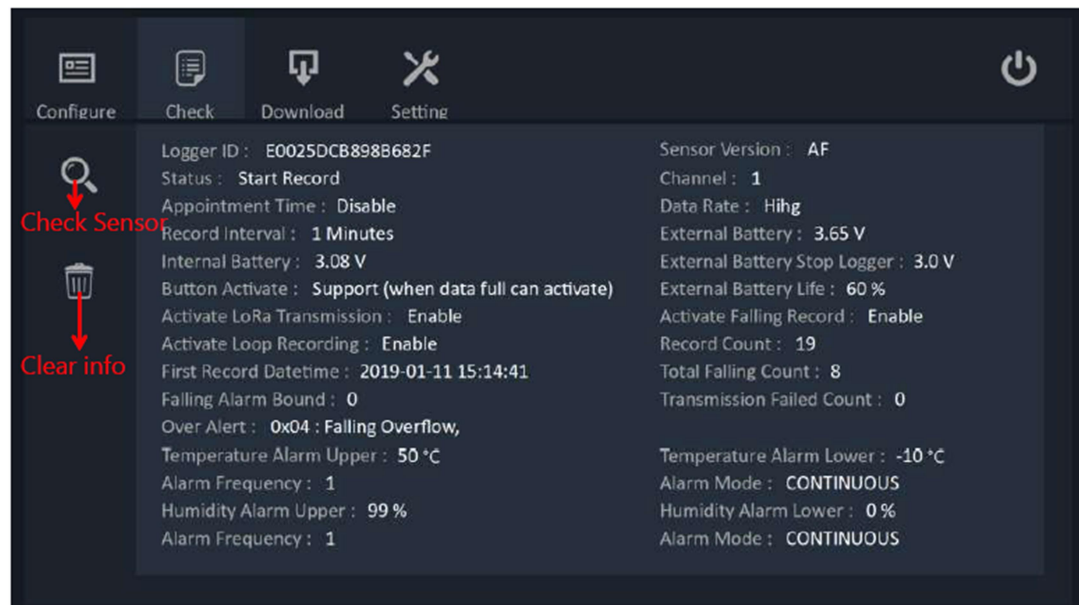 Configure
Check
Download
Setting
Check Sensor
Clear info
Logger ID : E0025DCB898B682F
Sensor Version : AF
Status : Start Record
Channel : 1
Appointment Time : Disable
Data Rate : Hihg
Record Interval : 1 Minutes
External Battery : 3.65 V
Internal Battery : 3.08 V
External Battery Stop Logger : 3.0 V
Button Activate : Support (when data full can activate)
External Battery Life : 60 %
Activate LoRa Transmission : Enable
Activate Falling Record : Enable
Activate Loop Recording : Enable
Record Count : 19
First Record Datetime : 2019-01-11 15:14:41
Total Falling Count : 8
Falling Alarm Bound : 0
Transmission Failed Count : 0
Over Alert : 0x04 : Falling Overflow,
Temperature Alarm Upper : 50 °C
Temperature Alarm Lower : -10 °C
Alarm Frequency : 1
Alarm Mode : CONTINUOUS
Humidity Alarm Upper : 99 %
Humidity Alarm Lower : 0 %
Alarm Frequency : 1
Alarm Mode : CONTINUOUS